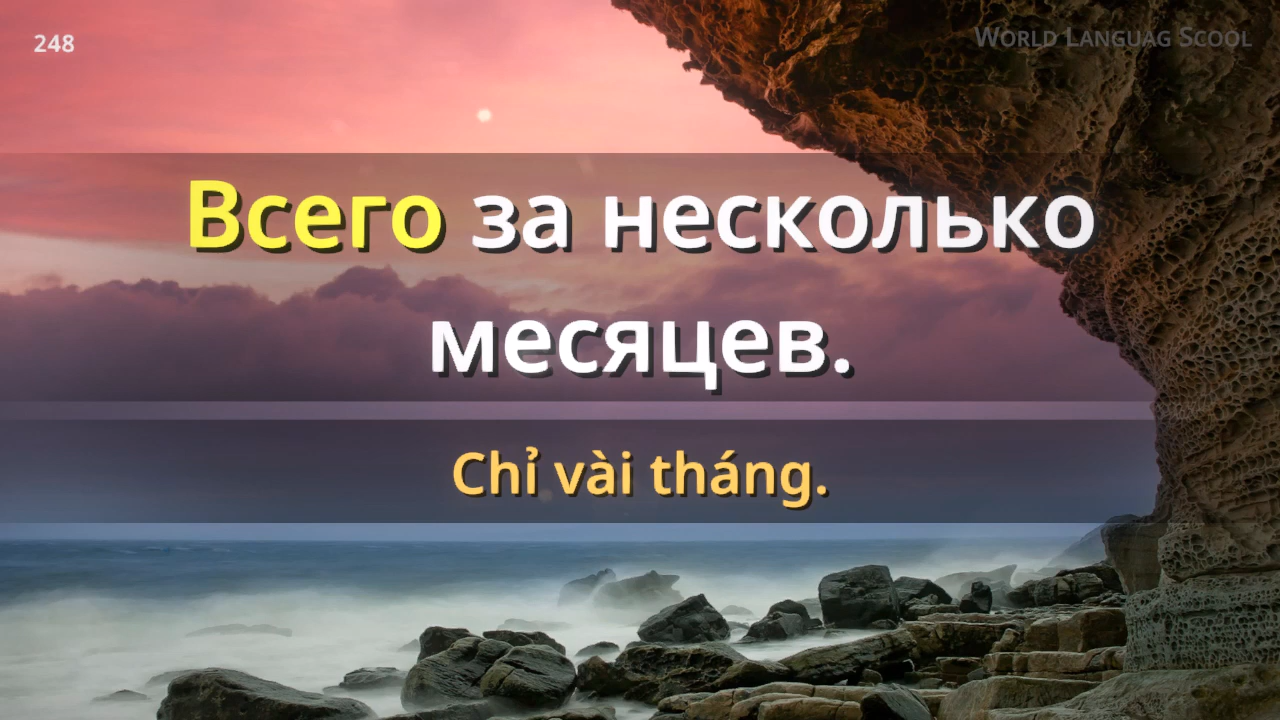 248
World Languag Scool
Всего за несколько
месяцев.
Chỉ vài tháng.